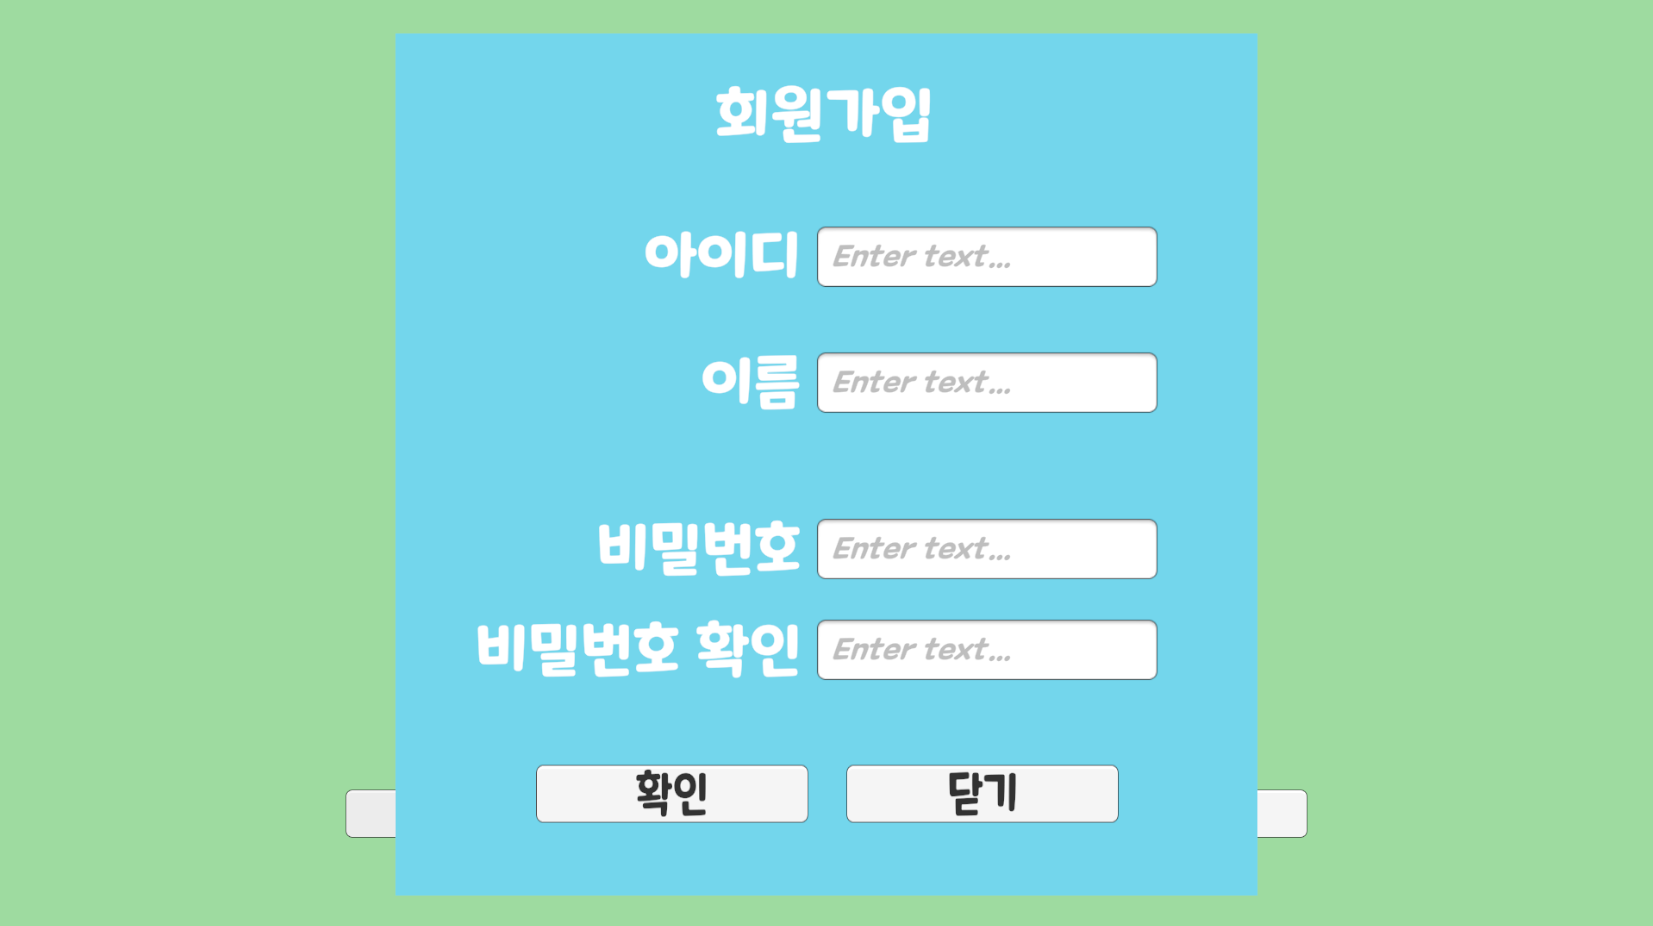 회원가입
아이디 Enter text...
이름 Enter text...
비밀번호 Enter text...
비밀번호 확인 Enter text...
확인 닫기